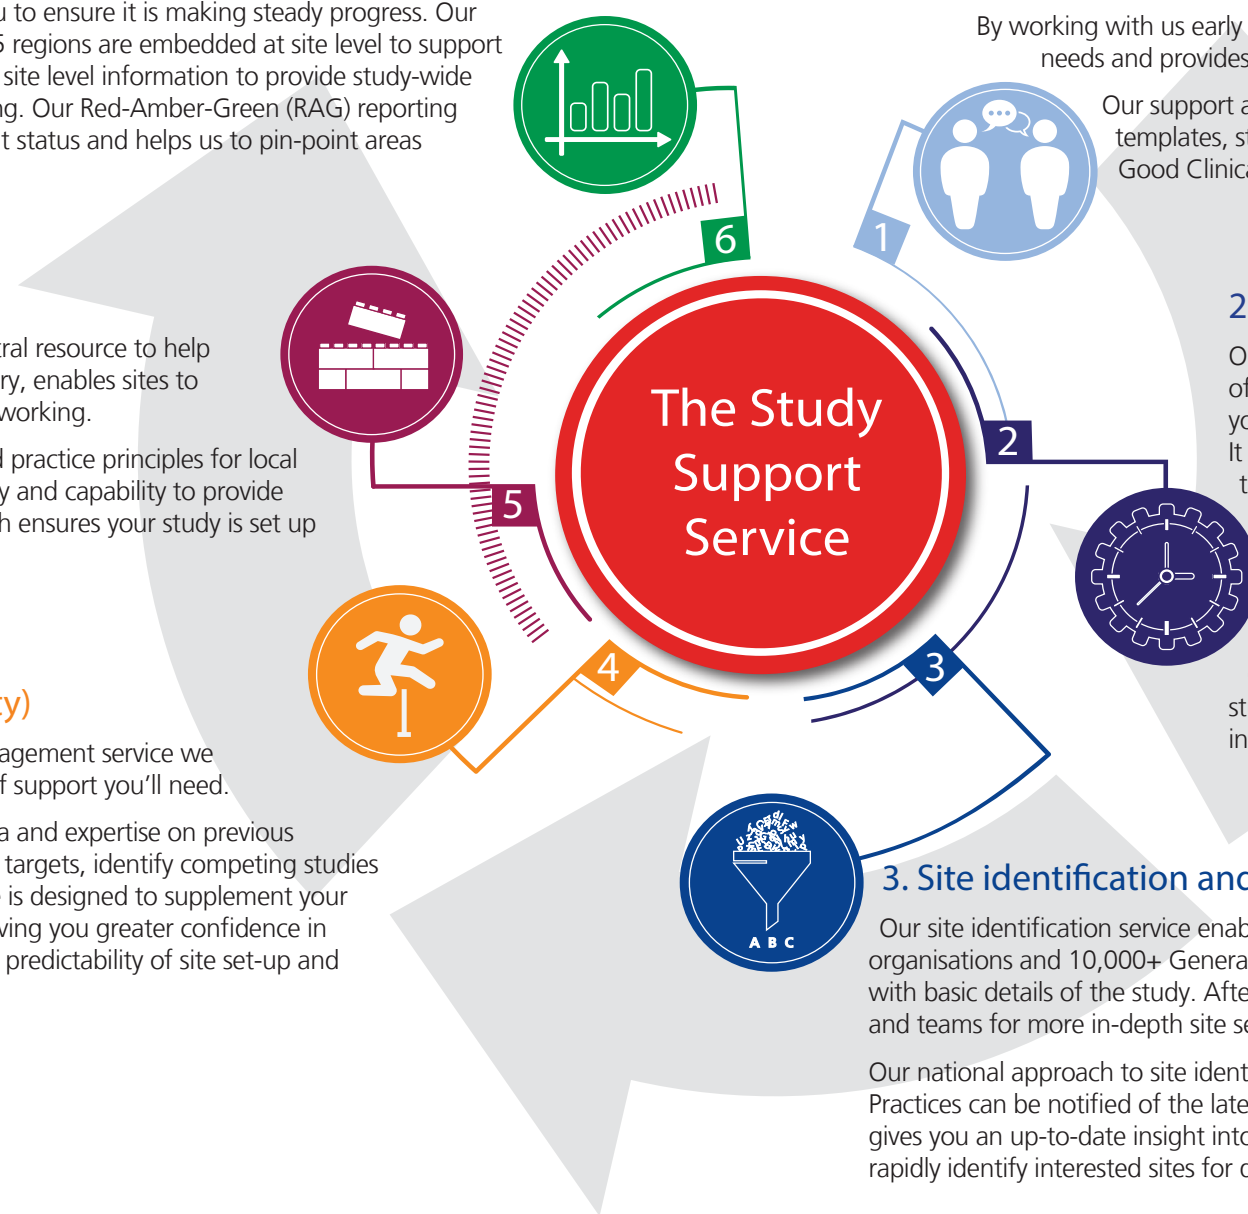 u to ensure it is making steady progress. Our
5 regions are embedded at site level to support
site level information to provide study-wide
ng. Our Red-Amber-Green (RAG) reporting
t status and helps us to pin-point areas
By working with us early
needs and provides
Our support a
templates, st
Good Clinica
6
1
2
O
of
yo
It
t
st
in
tral resource to help
ry, enables sites to
working.
d practice principles for local
y and capability to provide
h ensures your study is set up
The Study
Support
Service
2
5
4
3
ty)
agement service we
of support you'll need.
a and expertise on previous
targets, identify competing studies
e is designed to supplement your
ving you greater confidence in
predictability of site set-up and
A B C
3. Site identification and
Our site identification service enab
organisations and 10,000+ Genera
with basic details of the study. Afte
and teams for more in-depth site se
Our national approach to site ident
Practices can be notified of the late
gives you an up-to-date insight into
rapidly identify interested sites for c